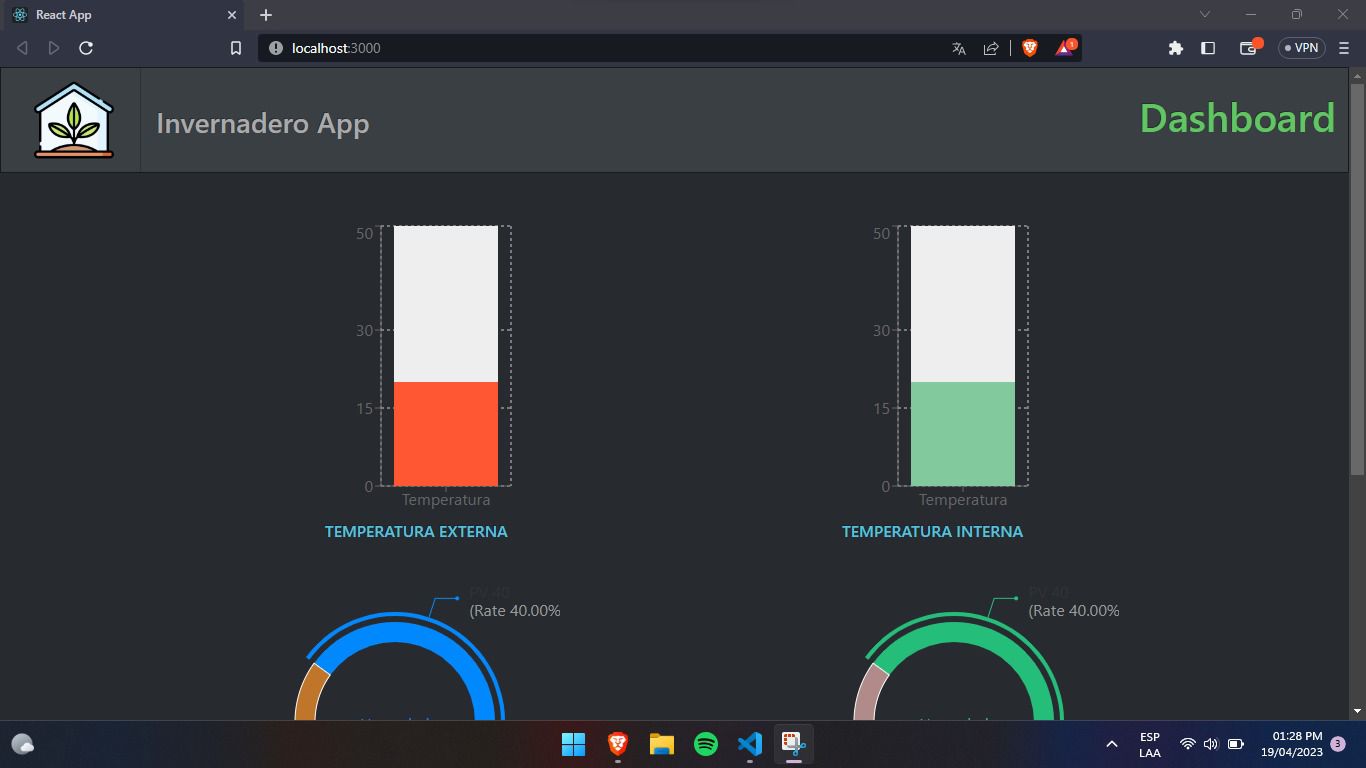 React App
localhost:3000
1
VPN
Invernadero App
Dashboard
50
30
15
0
Temperatura
TEMPERATURA EXTERNA
50
30
15
0
Temperatura
TEMPERATURA INTERNA
PV 40
(Rate 40.00%
PV 40
(Rate 40.00%
ESP
LAA
01:28 PM
19/04/2023
3